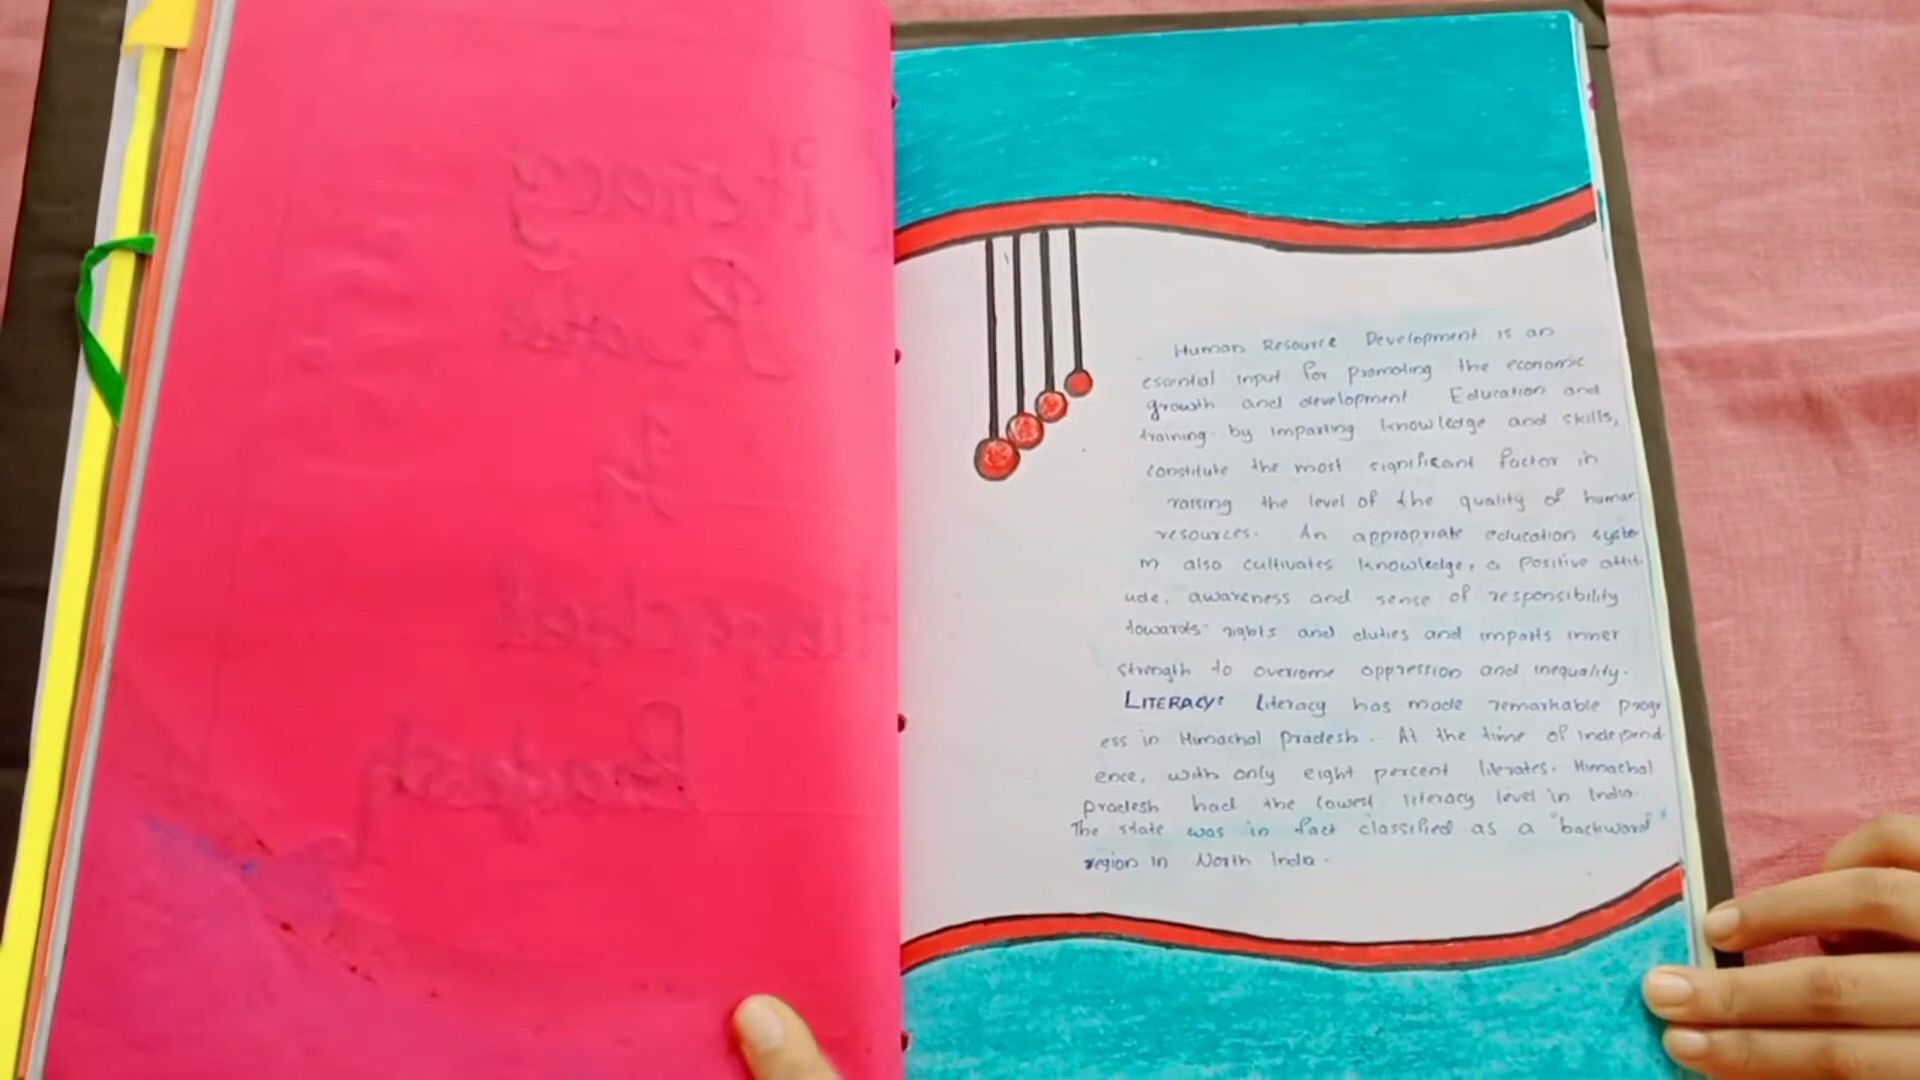 Literacy
Rate
In
Himachal
Pradesh
Human Resource Development is an
essential input for promoting the economic
growth and development Education and
training by imparting knowledge and skills,
constitute the most significant factor in
raising the level of the quality of human
resources. An appropriate education syste
m also cultivates knowledge, a positive attit-
ude, awareness and sense of responsibility
towards rights and duties and imparts inner
strength to overcome oppression and inequality.
LITERACY: Literacy has made remarkable progr
ess in Himachal Pradesh. At the time of independ-
ence, with only eight percent literates. Himachal
pradesh had the lowest literacy level in India.
The state was in fact classified as a "backward"
region in North India.